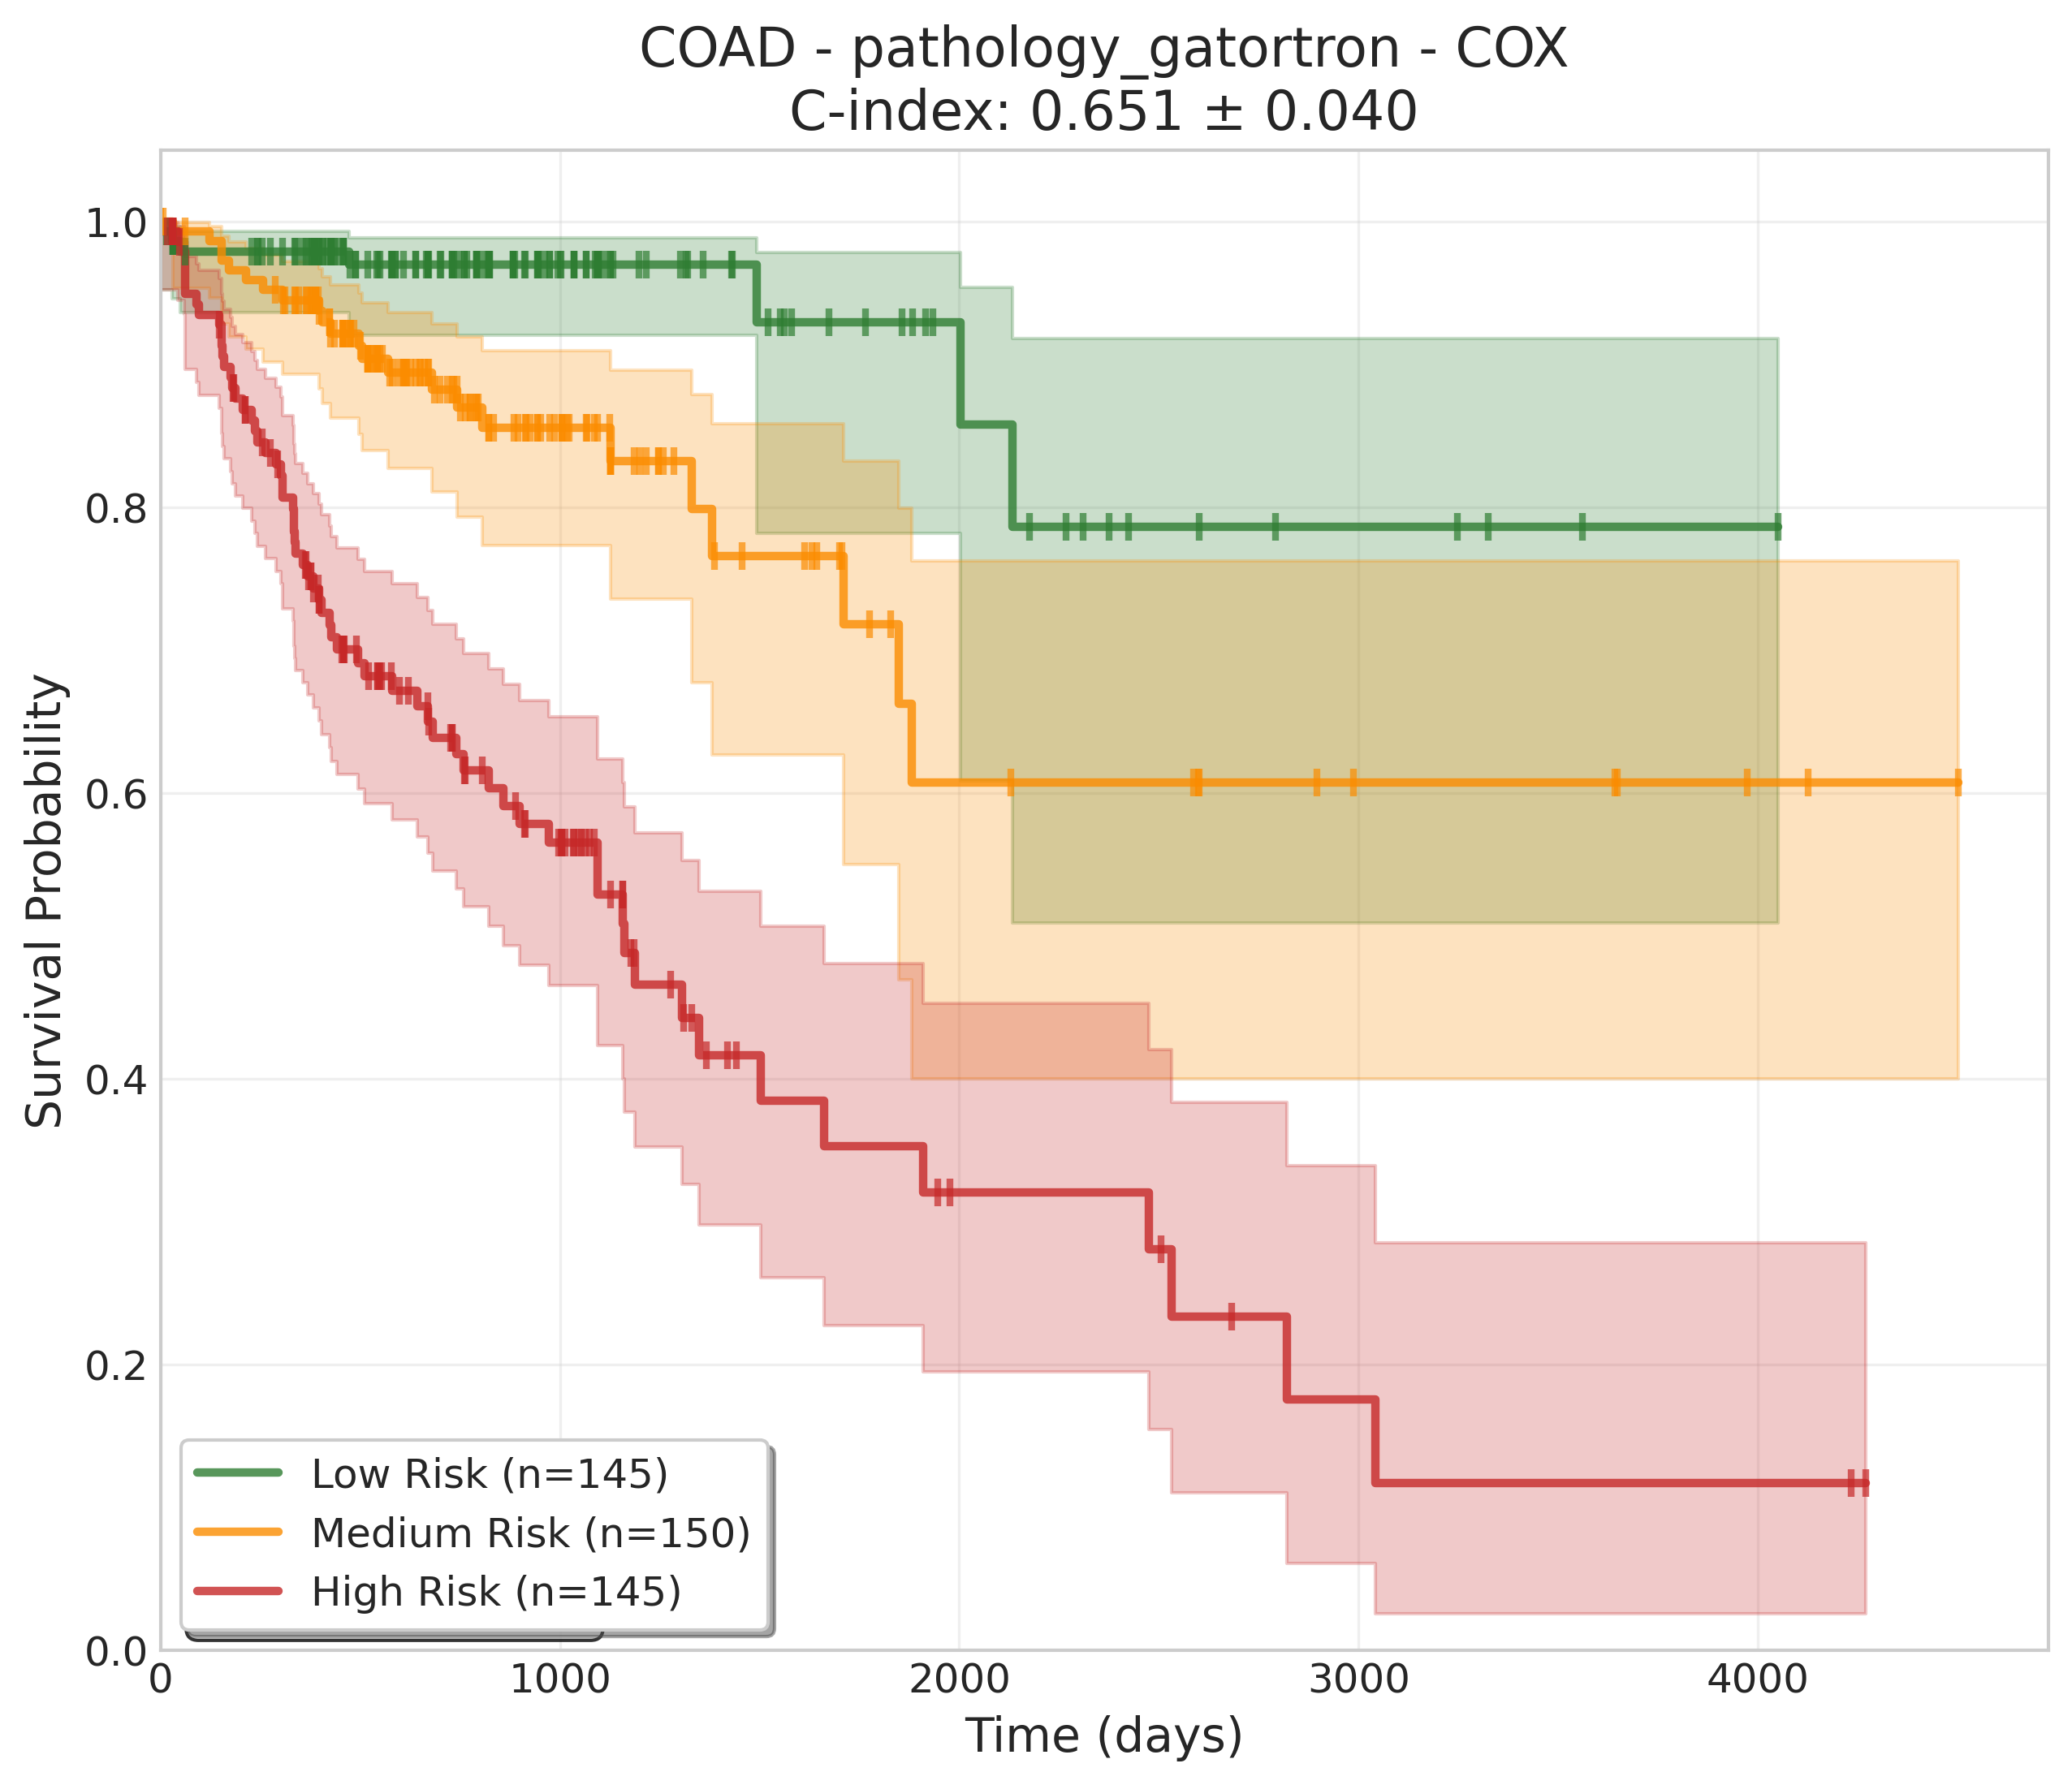 COAD - pathology_gatortron - COX
C-index: 0.651 ± 0.040
Survival Probability
1.0
0.8
0.6
0.4
0.2
0.0
Low Risk (n=145)
Medium Risk (n=150)
High Risk (n=145)
0 1000 2000 3000 4000
Time (days)